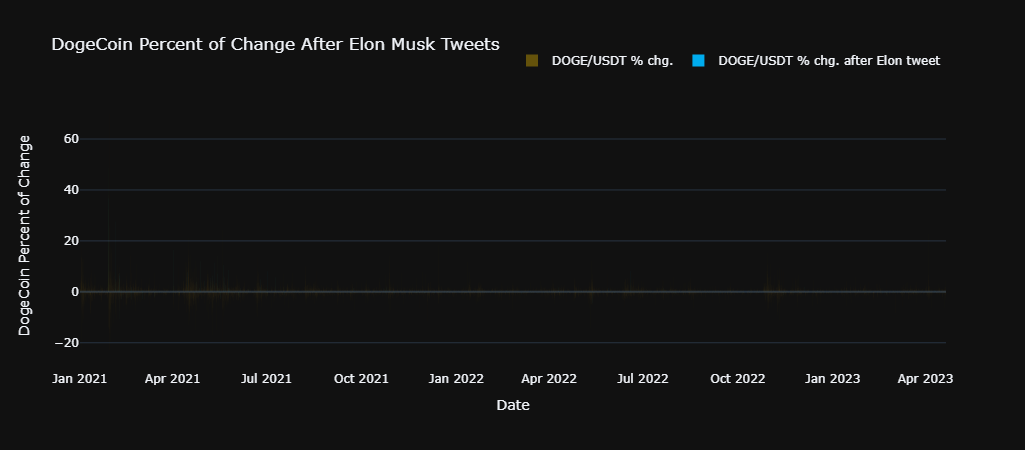 DogeCoin Percent of Change After Elon Musk Tweets
DOGE/USDT % chg.
DOGE/USDT % chg. after Elon tweet
DogeCoin Percent of Change
60
40
20
0
−20
Jan 2021
Apr 2021
Jul 2021
Oct 2021
Jan 2022
Apr 2022
Jul 2022
Oct 2022
Jan 2023
Apr 2023
Date